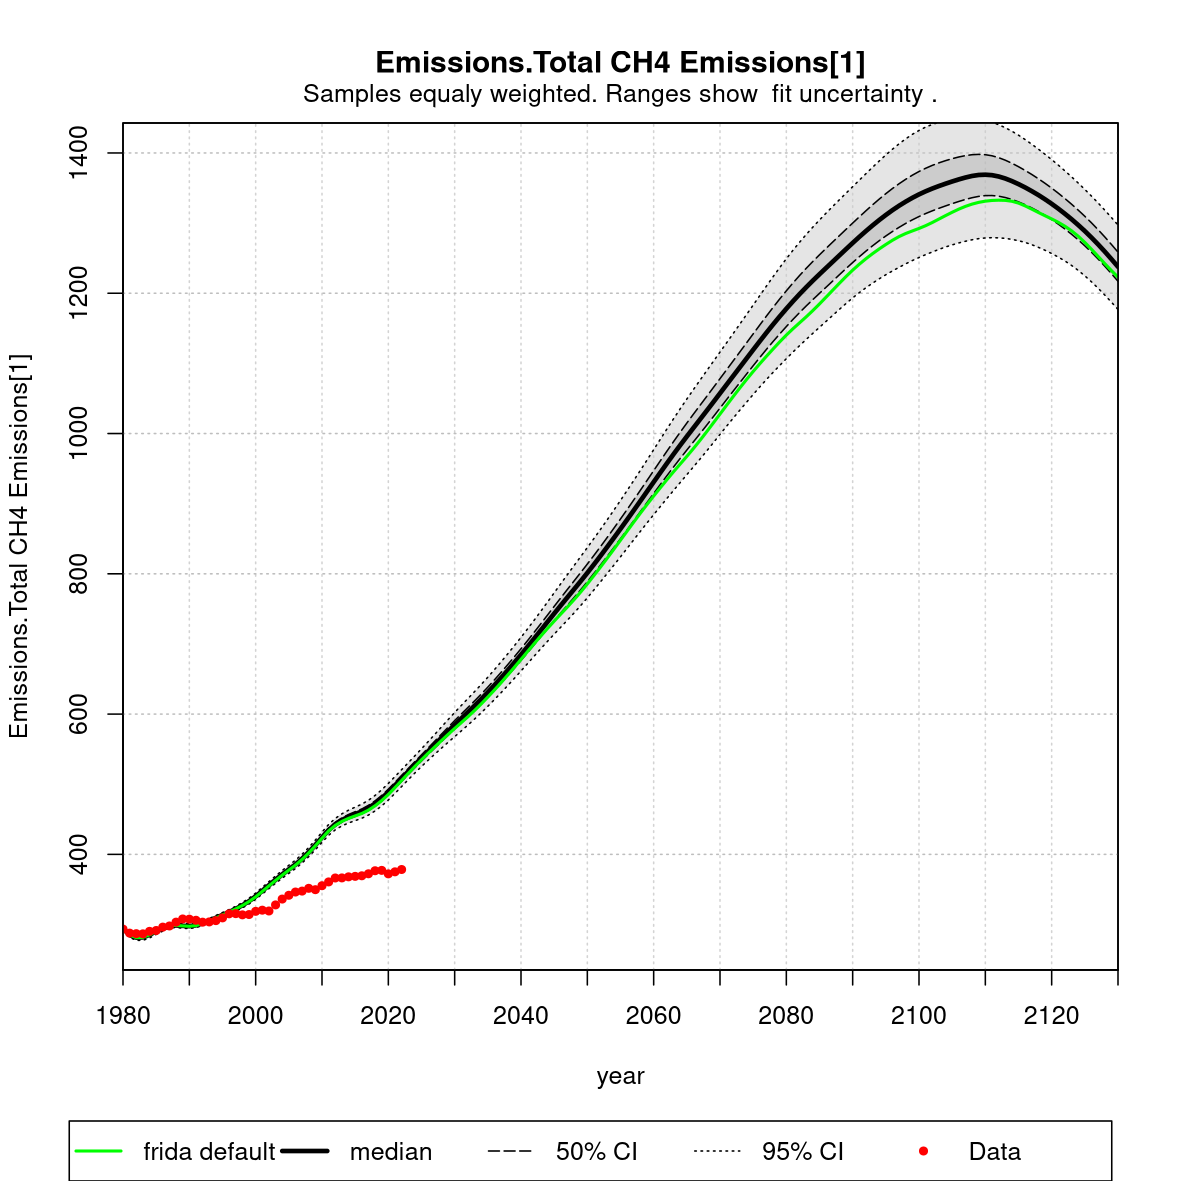 Emissions.Total CH4 Emissions[1]
Samples equaly weighted. Ranges show  fit uncertainty .
Emissions.Total CH4 Emissions[1]
1400
1200
1000
800
600
400
1980 2000 2020 2040 2060 2080 2100 2120
year
frida default median 50% CI 95% CI Data